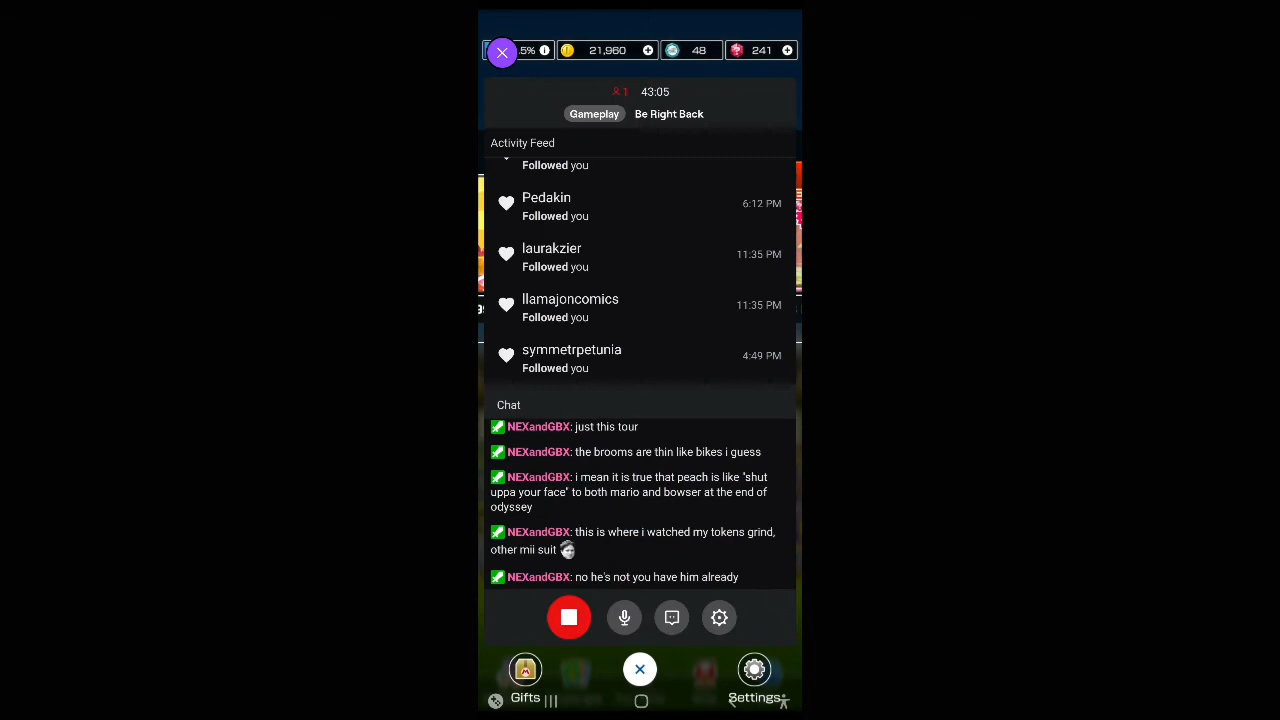 .5%
21,960
48
241
1 43:05
Gameplay Be Right Back
Activity Feed
Followed you
Pedakin
6:12 PM
Followed you
laurakzier
11:35 PM
Followed you
llamajoncomics
11:35 PM
Followed you
symmetrpetunia
4:49 PM
Followed you
Chat
NEXandGBX: just this tour
NEXandGBX: the brooms are thin like bikes i guess
NEXandGBX: i mean it is true that peach is like "shut
uppa your face" to both mario and bowser at the end of
odyssey
NEXandGBX: this is where i watched my tokens grind,
other mii suit
NEXandGBX: no he's not you have him already
Gifts
Settings